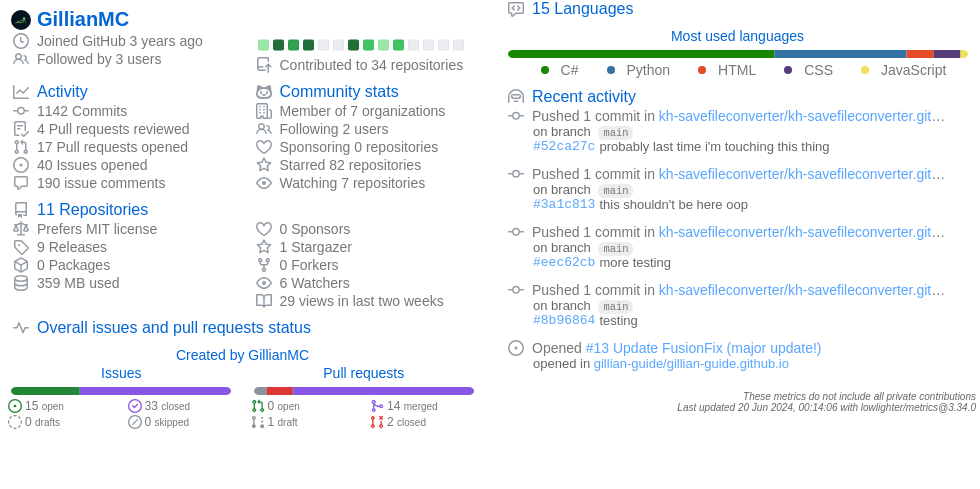 GillianMC
Joined GitHub 3 years ago
Followed by 3 users
Contributed to 34 repositories
Activity
1142 Commits
4 Pull requests reviewed
17 Pull requests opened
40 Issues opened
190 issue comments
Community stats
Member of 7 organizations
Following 2 users
Sponsoring 0 repositories
Starred 82 repositories
Watching 7 repositories
11 Repositories
Prefers MIT license
9 Releases
0 Packages
359 MB used
0 Sponsors
1 Stargazer
0 Forkers
6 Watchers
29 views in last two weeks
Overall issues and pull requests status
Created by GillianMC
Issues
15 open
33 closed
0 drafts
0 skipped
Pull requests
0 open
14 merged
1 draft
2 closed
15 Languages
Most used languages
C# Python HTML CSS JavaScript
Recent activity
Pushed 1 commit in kh-savefileconverter/kh-savefileconverter.git…
on branch main
#52ca27c probably last time i'm touching this thing
Pushed 1 commit in kh-savefileconverter/kh-savefileconverter.git…
on branch main
#3a1c813 this shouldn't be here oop
Pushed 1 commit in kh-savefileconverter/kh-savefileconverter.git…
on branch main
#eec62cb more testing
Pushed 1 commit in kh-savefileconverter/kh-savefileconverter.git…
on branch main
#8b96864 testing
Opened #13 Update FusionFix (major update!)
opened in gillian-guide/gillian-guide.github.io
These metrics do not include all private contributions
Last updated 20 Jun 2024, 00:14:06 with lowlighter/metrics@3.34.0